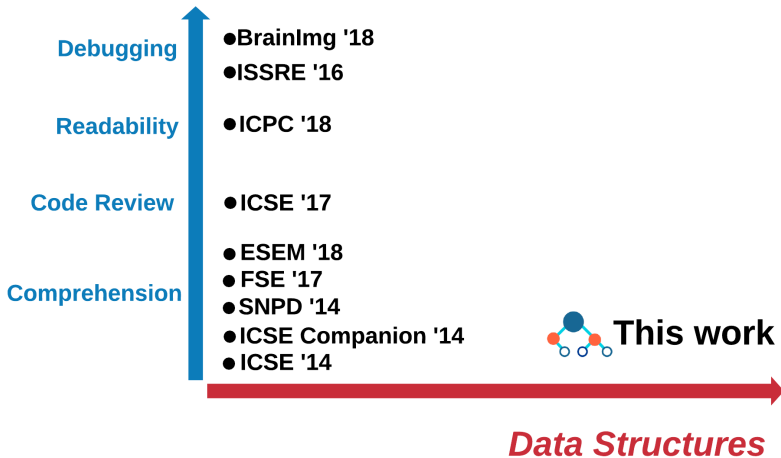 Debugging
BrainImg '18
ISSRE '16
Readability
ICPC '18
Code Review
ICSE '17
Comprehension
ESEM '18
FSE '17
SNPD '14
ICSE Companion '14
ICSE '14
This work
Data Structures